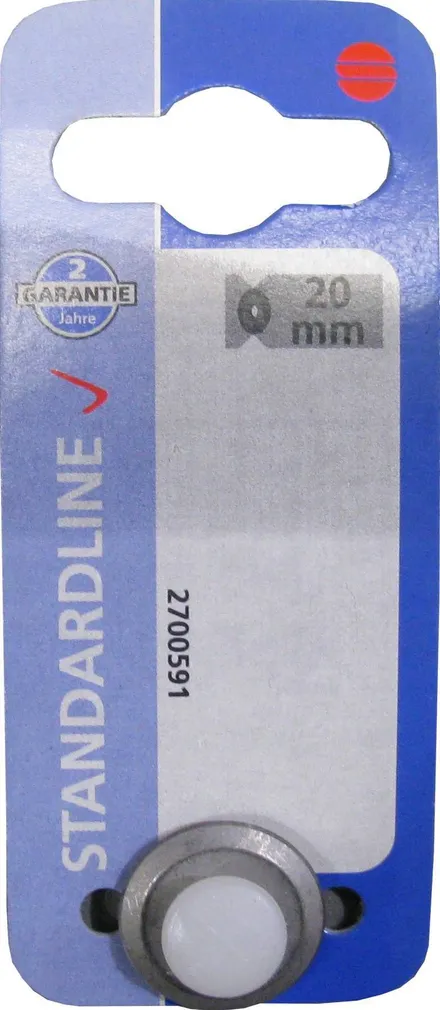 2
GARANTIE
Jahre
20
mm
STANDARDLINE
2700591